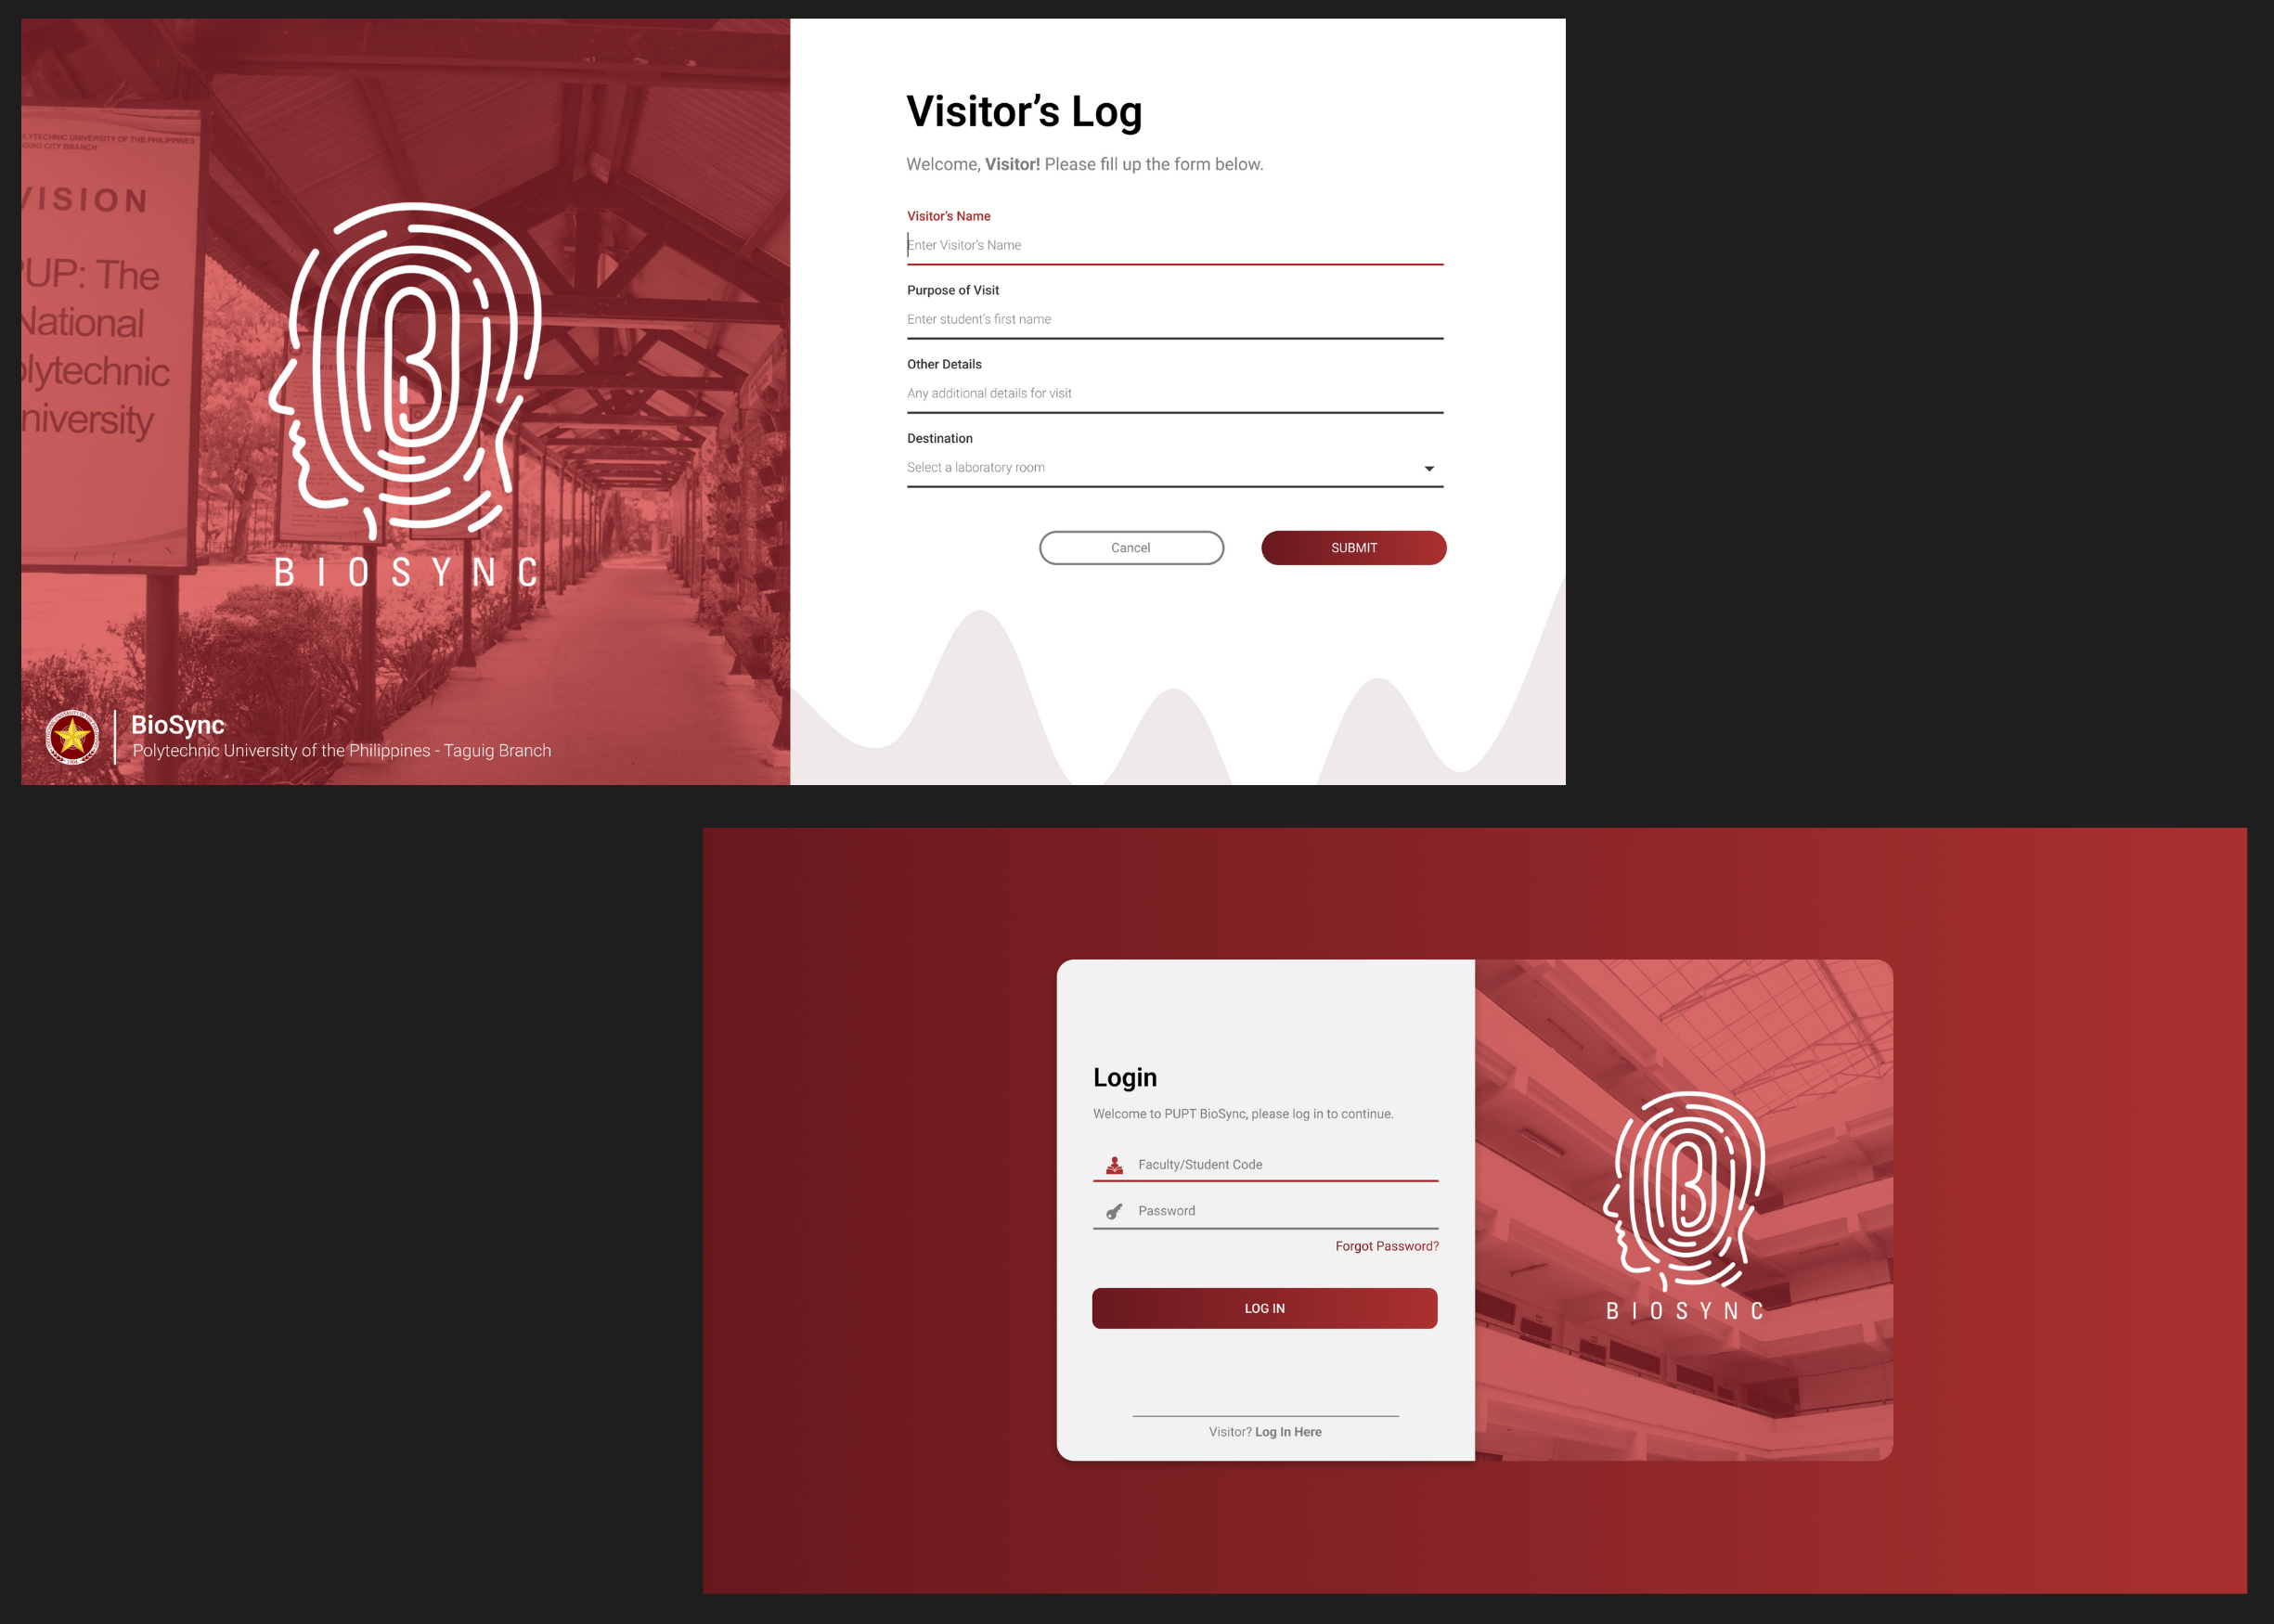 POLYTECHNIC UNIVERSITY OF THE PHILIPPINES
TAGUIG CITY BRANCH
VISION
PUP: The
National
Polytechnic
University
MISION
BIOSYNC
BioSync
Polytechnic University of the Philippines - Taguig Branch
Visitor’s Log
Welcome, Visitor! Please fill up the form below.
Visitor’s Name
Enter Visitor’s Name
Purpose of Visit
Enter student’s first name
Other Details
Any additional details for visit
Destination
Select a laboratory room
Cancel
SUBMIT
Login
Welcome to PUPT BioSync, please log in to continue.
Faculty/Student Code
Password
Forgot Password?
LOG IN
Visitor? Log In Here
BIOSYNC